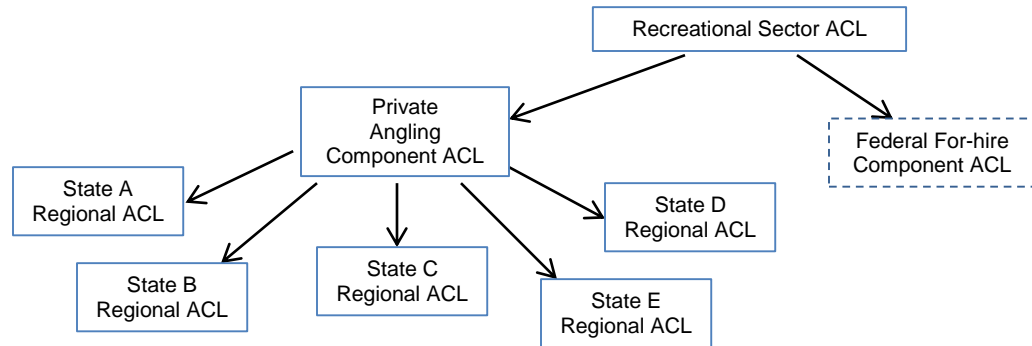 Recreational Sector ACL
Private
Angling
Component ACL
Federal For-hire
Component ACL
State A
Regional ACL
State D
Regional ACL
State B
Regional ACL
State C
Regional ACL
State E
Regional ACL